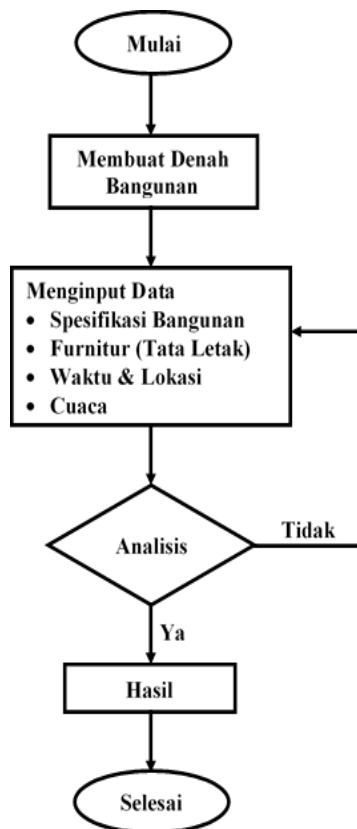 Mulai
Membuat Denah
Bangunan
Menginput Data
• Spesifikasi Bangunan
• Furnitur (Tata Letak)
• Waktu & Lokasi
• Cuaca
Analisis
Tidak
Ya
Hasil
Selesai